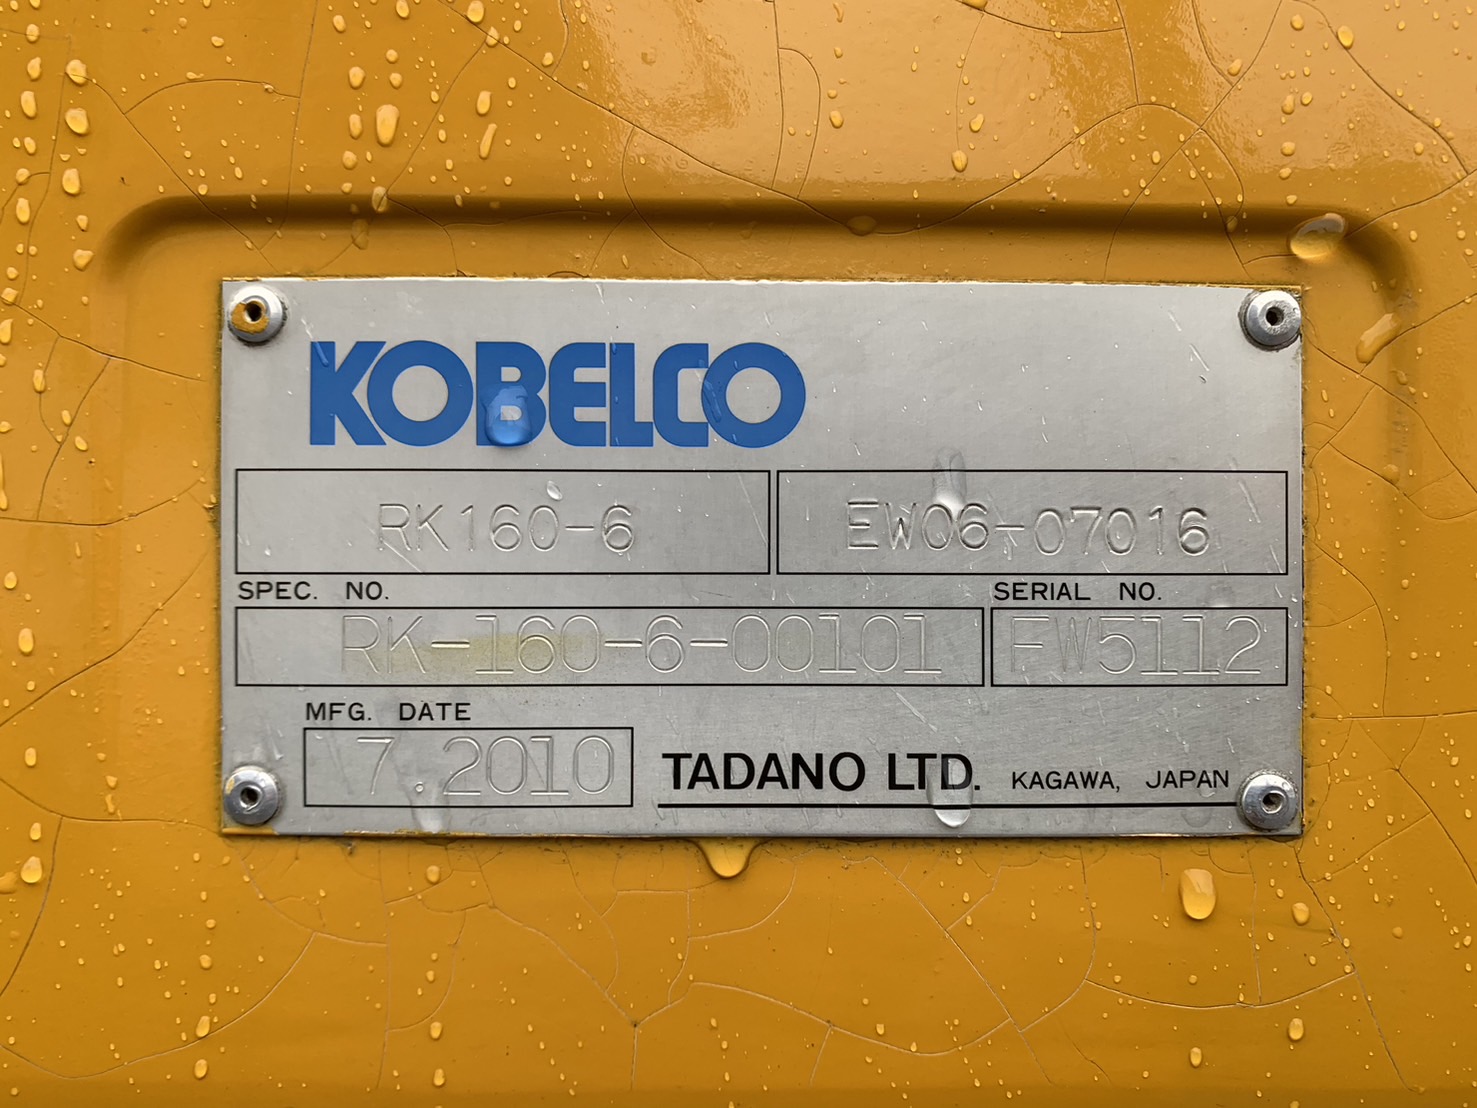 KOBELCO
RK160-6 EW06-07016
SPEC. NO. SERIAL NO.
RK-160-6-00101 FW5112
MFG. DATE
7.2010 TADANO LTD. KAGAWA, JAPAN